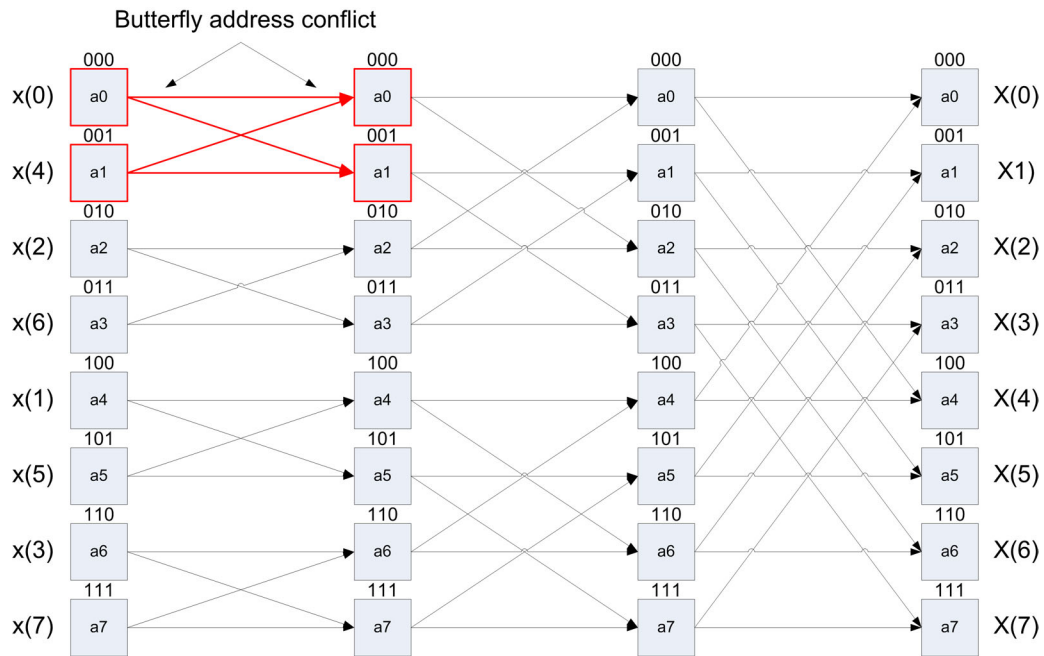 Butterfly address conflict
000 000 000 000
x(0) a0 a0 a0 a0 X(0)
001 001 001 001
x(4) a1 a1 a1 a1 X1)
010 010 010 010
x(2) a2 a2 a2 a2 X(2)
011 011 011 011
x(6) a3 a3 a3 a3 X(3)
100 100 100 100
x(1) a4 a4 a4 a4 X(4)
101 101 101 101
x(5) a5 a5 a5 a5 X(5)
110 110 110 110
x(3) a6 a6 a6 a6 X(6)
111 111 111 111
x(7) a7 a7 a7 a7 X(7)